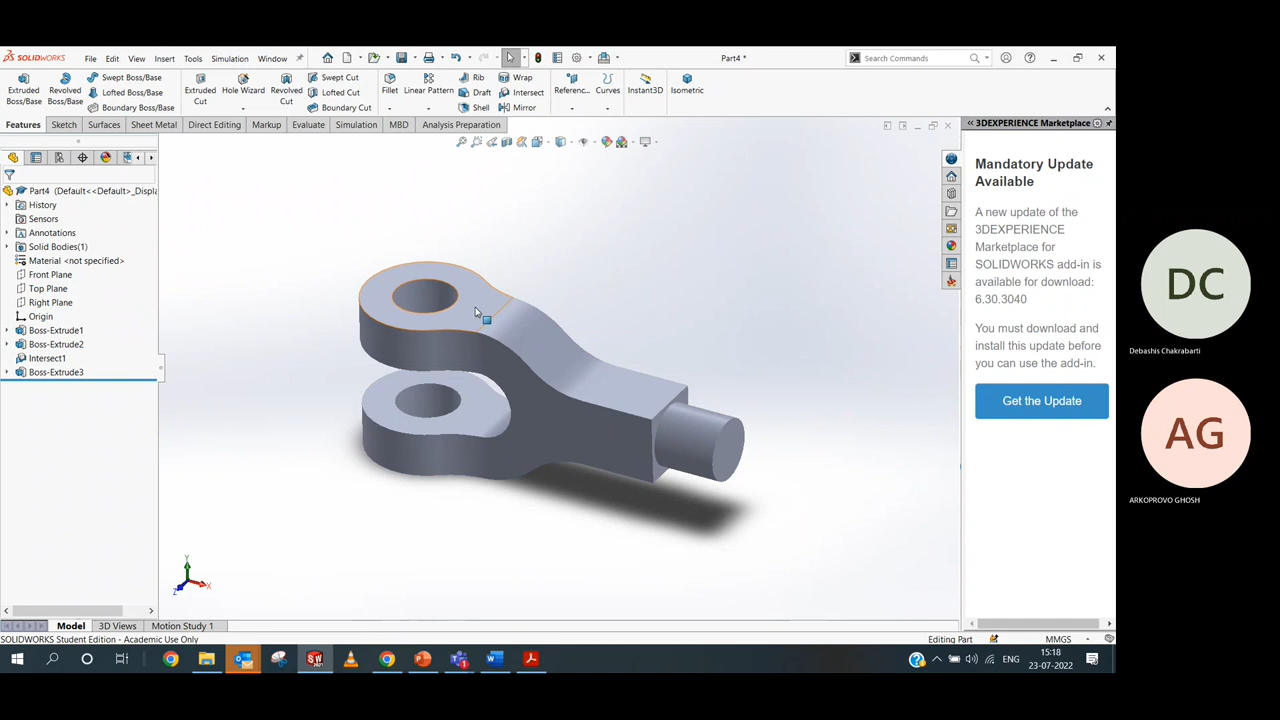 SOLIDWORKS File Edit View Insert Tools Simulation Window Part4 * Search Commands
Extruded Boss/Base
Revolved Boss/Base
Swept Boss/Base
Lofted Boss/Base
Boundary Boss/Base
Extruded Cut
Hole Wizard
Revolved Cut
Swept Cut
Lofted Cut
Boundary Cut
Fillet
Linear Pattern
Rib
Draft
Shell
Wrap
Intersect
Mirror
Referenc...
Curves
Instant3D
Isometric
Features Sketch Surfaces Sheet Metal Direct Editing Markup Evaluate Simulation MBD Analysis Preparation
3DEXPERIENCE Marketplace
Part4 (Default<<Default>_Displa
History
Sensors
Annotations
Solid Bodies(1)
Material <not specified>
Front Plane
Top Plane
Right Plane
Origin
Boss-Extrude1
Boss-Extrude2
Intersect1
Boss-Extrude3
Y
X
Z
Mandatory Update
Available
A new update of the
3DEXPERIENCE
Marketplace for
SOLIDWORKS add-in is
available for download:
6.30.3040
You must download and
install this update before
you can use the add-in.
Get the Update
DC
Debashis Chakrabarti
AG
ARKOPROVO GHOSH
Model 3D Views Motion Study 1
SOLIDWORKS Student Edition - Academic Use Only Editing Part MMGS
ENG 15:18
23-07-2022